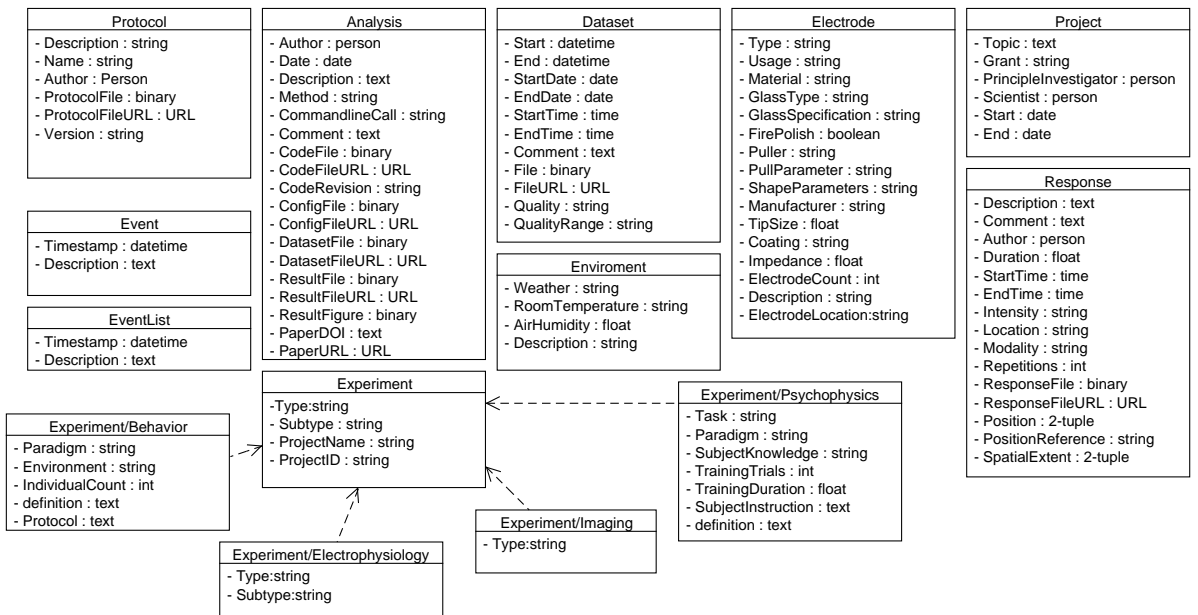 Protocol
- Description : string
- Name : string
- Author : Person
- ProtocolFile : binary
- ProtocolFileURL : URL
- Version : string
Analysis
- Author : person
- Date : date
- Description : text
- Method : string
- CommandlineCall : string
- Comment : text
- CodeFile : binary
- CodeFileURL : URL
- CodeRevision : string
- ConfigFile : binary
- ConfigFileURL : URL
- DatasetFile : binary
- DatasetFileURL : URL
- ResultFile : binary
- ResultFileURL : URL
- ResultFigure : binary
- PaperDOI : text
- PaperURL : URL
Dataset
- Start : datetime
- End : datetime
- StartDate : date
- EndDate : date
- StartTime : time
- EndTime : time
- Comment : text
- File : binary
- FileURL : URL
- Quality : string
- QualityRange : string
Electrode
- Type : string
- Usage : string
- Material : string
- GlassType : string
- GlassSpecification : string
- FirePolish : boolean
- Puller : string
- PullParameter : string
- ShapeParameters : string
- Manufacturer : string
- TipSize : float
- Coating : string
- Impedance : float
- ElectrodeCount : int
- Description : string
- ElectrodeLocation:string
Project
- Topic : text
- Grant : string
- PrincipleInvestigator : person
- Scientist : person
- Start : date
- End : date
Event
- Timestamp : datetime
- Description : text
EventList
- Timestamp : datetime
- Description : text
Enviroment
- Weather : string
- RoomTemperature : string
- AirHumidity : float
- Description : string
Response
- Description : text
- Comment : text
- Author : person
- Duration : float
- StartTime : time
- EndTime : time
- Intensity : string
- Location : string
- Modality : string
- Repetitions : int
- ResponseFile : binary
- ResponseFileURL : URL
- Position : 2-tuple
- PositionReference : string
- SpatialExtent : 2-tuple
Experiment
-Type:string
- Subtype : string
- ProjectName : string
- ProjectID : string
Experiment/Behavior
- Paradigm : string
- Environment : string
- IndividualCount : int
- definition : text
- Protocol : text
Experiment/Psychophysics
- Task : string
- Paradigm : string
- SubjectKnowledge : string
- TrainingTrials : int
- TrainingDuration : float
- SubjectInstruction : text
- definition : text
Experiment/Imaging
- Type:string
Experiment/Electrophysiology
- Type:string
- Subtype:string